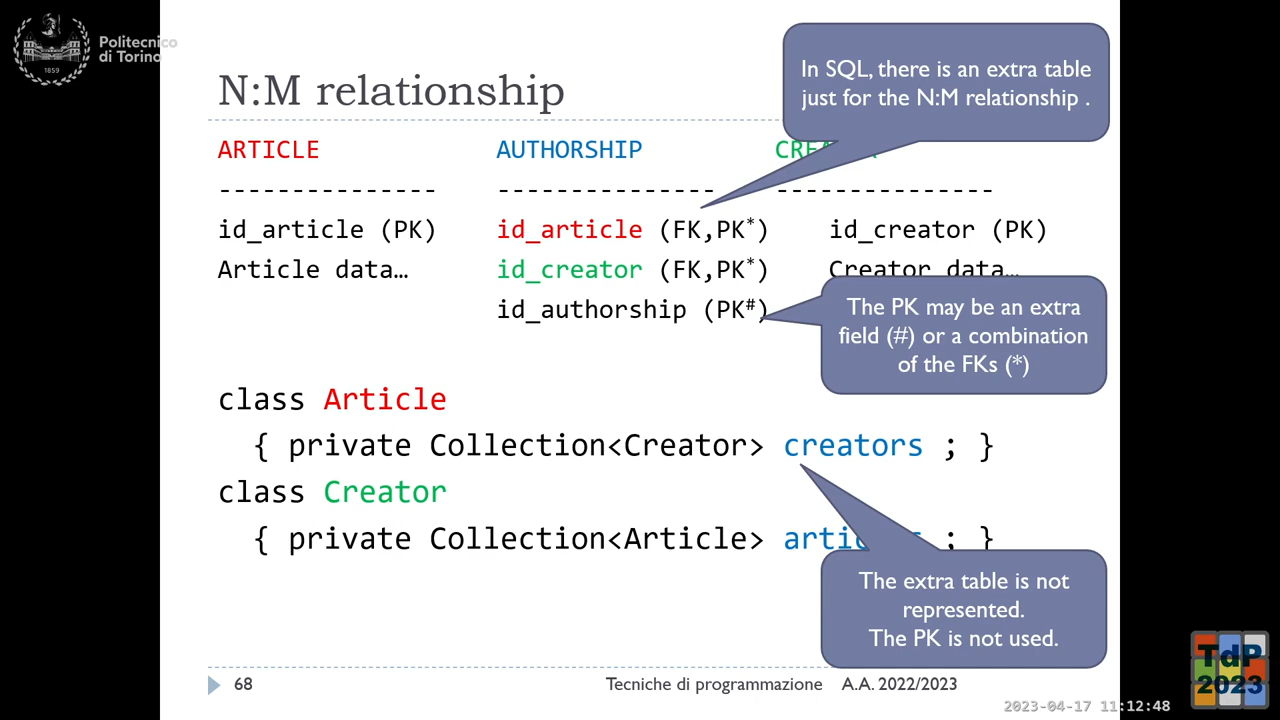 Politecnico
di Torino
1859
N:M relationship
In SQL, there is an extra table
just for the N:M relationship .
ARTICLE AUTHORSHIP
--------------- --------------- ---------------
id_article (PK) id_article (FK,PK*) id_creator (PK)
Article data… id_creator (FK,PK*) Creator data…
id_authorship (PK#)
The PK may be an extra
field (#) or a combination
of the FKs (*)
class Article
{ private Collection<Creator> creators ; }
class Creator
{ private Collection<Article> ; }
The extra table is not
represented.
The PK is not used.
68 Tecniche di programmazione A.A. 2022/2023
TdP
2023
2023-04-17 11:12:48